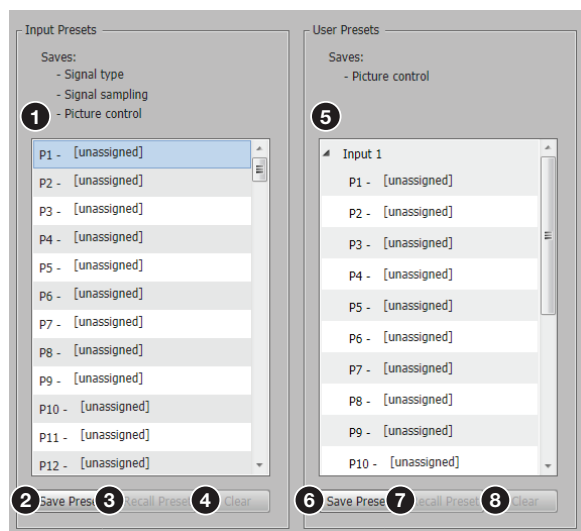 Input Presets
Saves:
- Signal type
- Signal sampling
- Picture control
1
P1 - [unassigned]
P2 - [unassigned]
P3 - [unassigned]
P4 - [unassigned]
P5 - [unassigned]
P6 - [unassigned]
P7 - [unassigned]
P8 - [unassigned]
P9 - [unassigned]
P10 - [unassigned]
P11 - [unassigned]
P12 - [unassigned]
2 Save Prese 3 Recall Preset 4 Clear
User Presets
Saves:
- Picture control
5
Input 1
P1 - [unassigned]
P2 - [unassigned]
P3 - [unassigned]
P4 - [unassigned]
P5 - [unassigned]
P6 - [unassigned]
P7 - [unassigned]
P8 - [unassigned]
P9 - [unassigned]
P10 - [unassigned]
6 Save Prese 7 ecall Preset 8 Clear